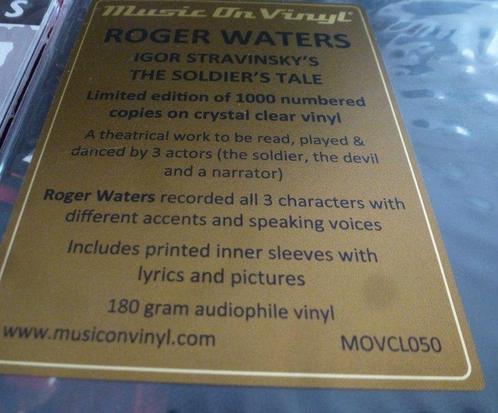 Music On Vinyl
ROGER WATERS
IGOR STRAVINSKY'S
THE SOLDIER'S TALE
Limited edition of 1000 numbered
copies on crystal clear vinyl
A theatrical work to be read, played &
danced by 3 actors (the soldier, the devil
and a narrator)
Roger Waters recorded all 3 characters with
different accents and speaking voices
Includes printed inner sleeves with
lyrics and pictures
180 gram audiophile vinyl
www.musiconvinyl.com MOVCL050